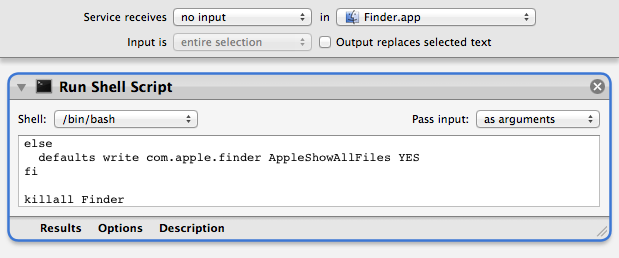 Service receives no input in Finder.app
Input is entire selection Output replaces selected text
Run Shell Script
Shell: /bin/bash Pass input: as arguments
else
  defaults write com.apple.finder AppleShowAllFiles YES
fi
killall Finder
Results Options Description